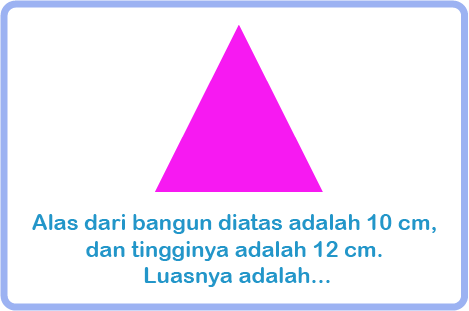 Alas dari bangun diatas adalah 10 cm,
dan tingginya adalah 12 cm.
Luasnya adalah...